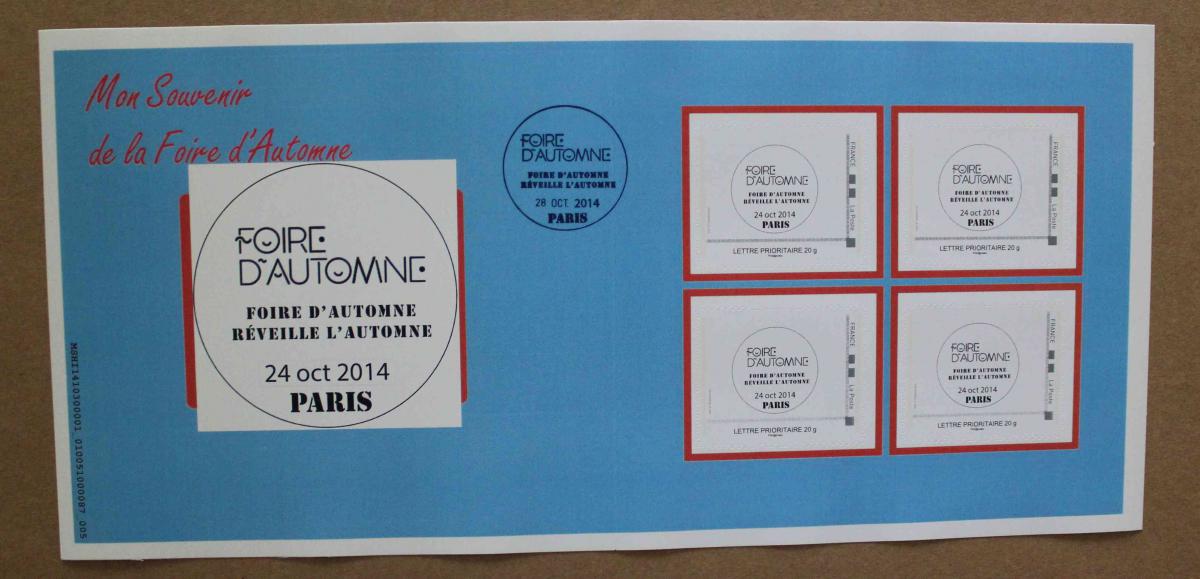 Mon Souvenir
de la Foire d'Automne
FOIRE
D'AUTOMNE
FOIRE D'AUTOMNE
RÉVEILLE L'AUTOMNE
24 oct 2014
PARIS
MSHI1410300001 0100510000087 005
FOIRE
D'AUTOMNE
FOIRE D'AUTOMNE
RÉVEILLE L'AUTOMNE
28 OCT. 2014
PARIS
FOIRE
D'AUTOMNE
FOIRE D'AUTOMNE
RÉVEILLE L'AUTOMNE
24 oct 2014
PARIS
FRANCE
La Poste
LETTRE PRIORITAIRE 20 g
FOIRE
D'AUTOMNE
FOIRE D'AUTOMNE
RÉVEILLE L'AUTOMNE
24 oct 2014
PARIS
FRANCE
La Poste
LETTRE PRIORITAIRE 20 g
FOIRE
D'AUTOMNE
FOIRE D'AUTOMNE
RÉVEILLE L'AUTOMNE
24 oct 2014
PARIS
FRANCE
La Poste
LETTRE PRIORITAIRE 20 g
FOIRE
D'AUTOMNE
FOIRE D'AUTOMNE
RÉVEILLE L'AUTOMNE
24 oct 2014
PARIS
FRANCE
La Poste
LETTRE PRIORITAIRE 20 g